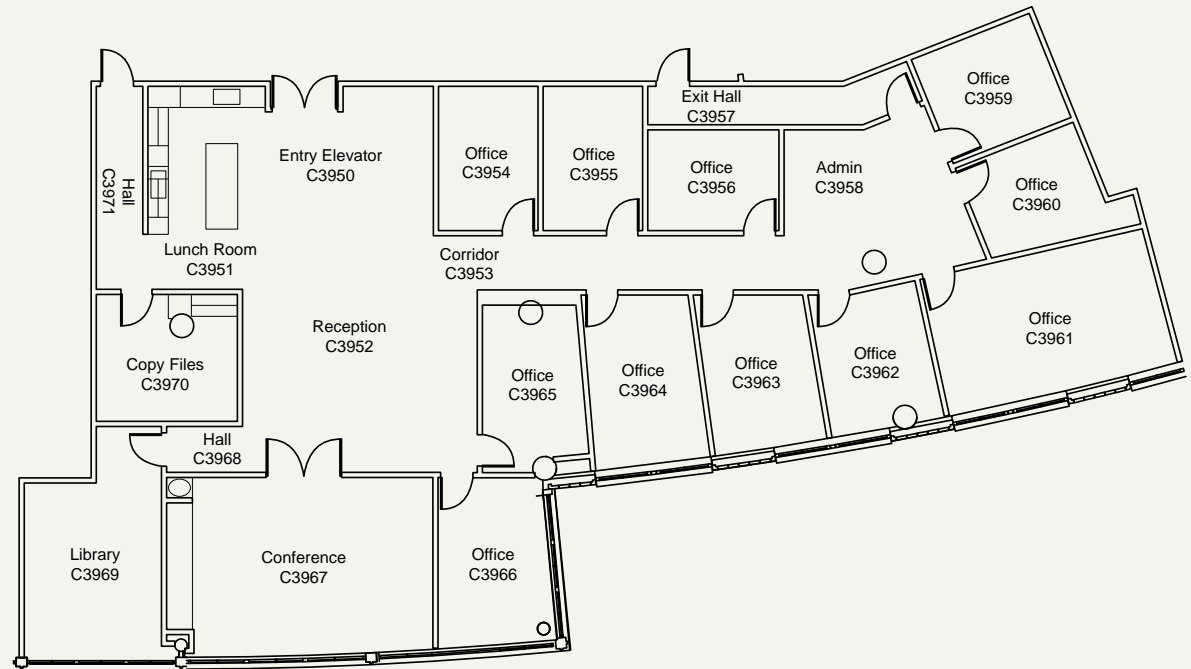 Office
C3959
Exit Hall
C3957
Entry Elevator
C3950
Office
C3954
Office
C3955
Office
C3956
Admin
C3958
Office
C3960
Hall
C3971
Lunch Room
C3951
Corridor
C3953
Reception
C3952
Office
C3961
Copy Files
C3970
Office
C3965
Office
C3964
Office
C3963
Office
C3962
Hall
C3968
Library
C3969
Conference
C3967
Office
C3966